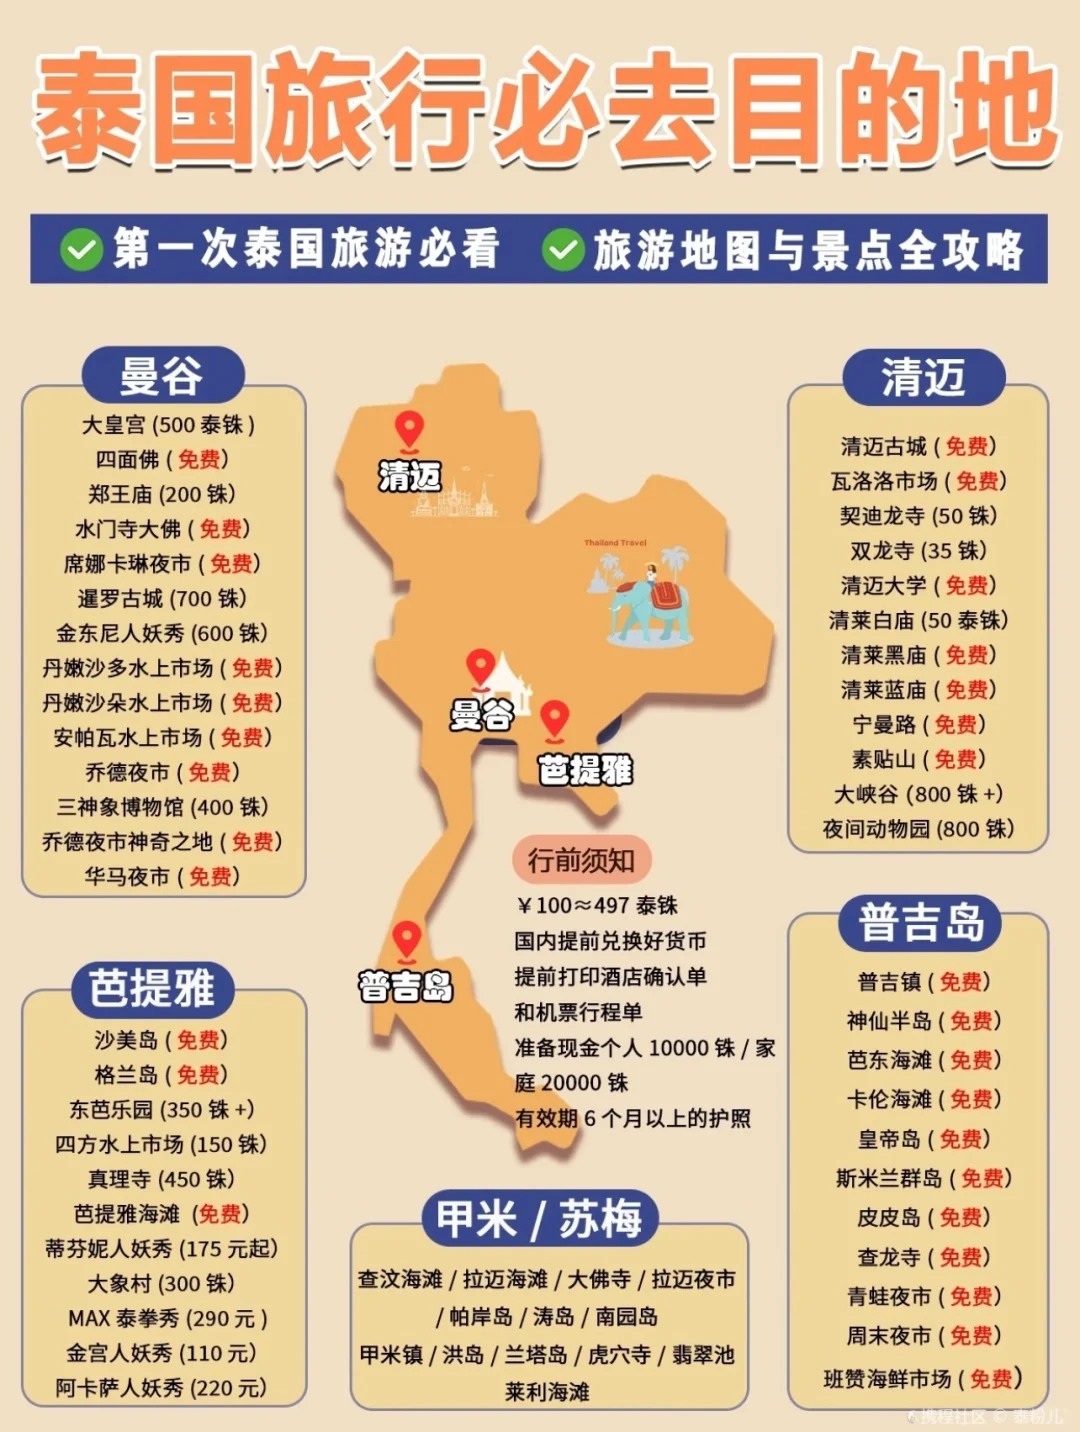 泰国旅行必去目的地
第一次泰国旅游必看
旅游地图与景点全攻略
曼谷
大皇宫 (500 泰铢 )
四面佛 ( 免费)
郑王庙 (200 铢)
水门寺大佛 ( 免费)
席娜卡琳夜市 ( 免费)
暹罗古城 (700 铢)
金东尼人妖秀 (600 铢)
丹嫩沙多水上市场 ( 免费)
丹嫩沙朵水上市场 ( 免费)
安帕瓦水上市场 ( 免费)
乔德夜市 ( 免费)
三神象博物馆 (400 铢)
乔德夜市神奇之地 ( 免费)
华马夜市 ( 免费)
芭提雅
沙美岛 ( 免费)
格兰岛 ( 免费)
东芭乐园 (350 铢 +)
四方水上市场 (150 铢)
真理寺 (450 铢)
芭提雅海滩 (免费)
蒂芬妮人妖秀 (175 元起)
大象村 (300 铢)
MAX 泰拳秀 (290 元 )
金宫人妖秀 (110 元)
阿卡萨人妖秀 (220 元)
清迈
Thailand Travel
曼谷
芭提雅
普吉岛
行前须知
￥100≈497 泰铢
国内提前兑换好货币
提前打印酒店确认单
和机票行程单
准备现金个人 10000 铢 / 家
庭 20000 铢
有效期 6 个月以上的护照
甲米 / 苏梅
查汶海滩 / 拉迈海滩 / 大佛寺 / 拉迈夜市
/ 帕岸岛 / 涛岛 / 南园岛
甲米镇 / 洪岛 / 兰塔岛 / 虎穴寺 / 翡翠池
莱利海滩
清迈
清迈古城 ( 免费)
瓦洛洛市场 ( 免费)
契迪龙寺 (50 铢)
双龙寺 (35 铢)
清迈大学 ( 免费)
清莱白庙 (50 泰铢)
清莱黑庙 ( 免费)
清莱蓝庙 ( 免费)
宁曼路 ( 免费)
素贴山 ( 免费)
大峡谷 (800 铢 +)
夜间动物园 (800 铢)
普吉岛
普吉镇 ( 免费)
神仙半岛 ( 免费)
芭东海滩 ( 免费)
卡伦海滩 ( 免费)
皇帝岛 ( 免费)
斯米兰群岛 ( 免费)
皮皮岛 ( 免费)
查龙寺 ( 免费)
青蛙夜市 ( 免费)
周末夜市 ( 免费)
班赞海鲜市场 ( 免费)
携程社区 © 泰粉儿